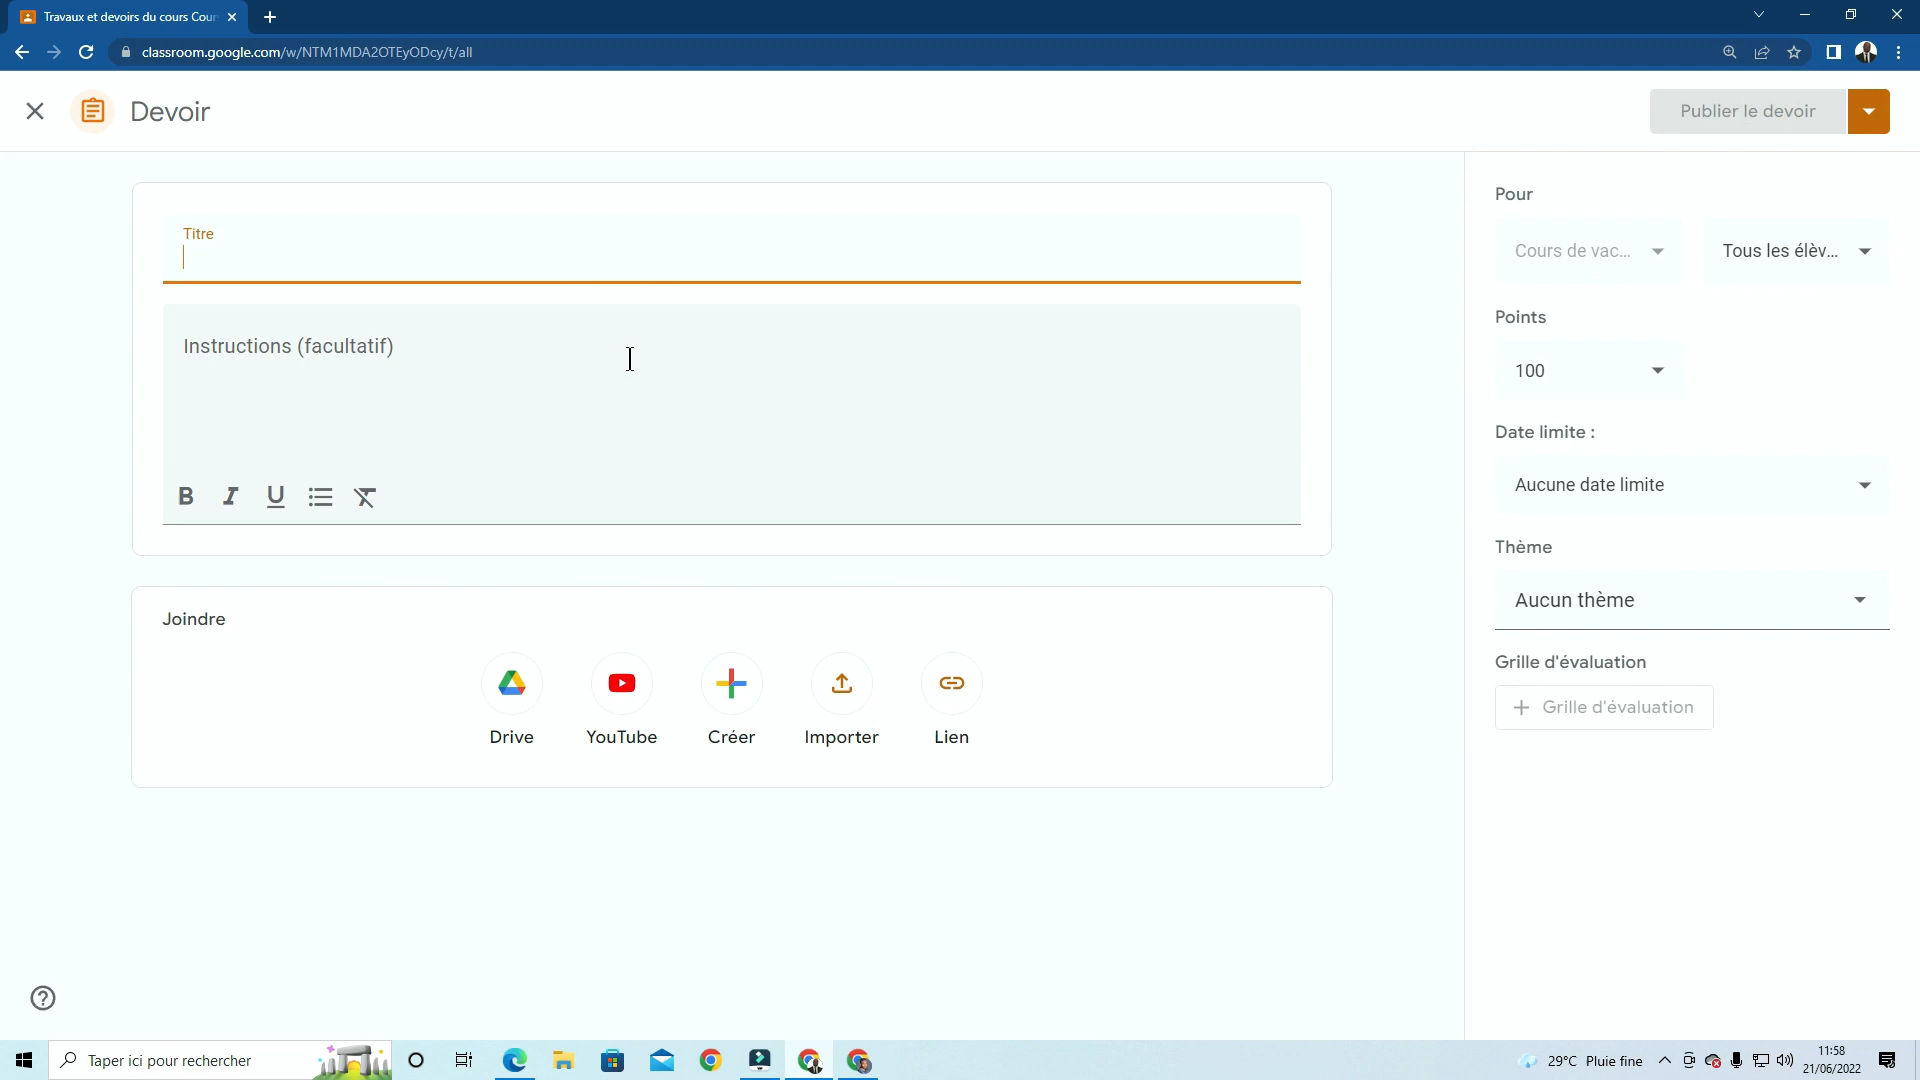 Travaux et devoirs du cours Cour
classroom.google.com/w/NTM1MDA2OTEyODcy/t/all
Devoir
Publier le devoir
Titre
Instructions (facultatif)
B I U
Joindre
Drive
YouTube
Créer
Importer
Lien
Pour
Cours de vac...
Tous les élèv...
Points
100
Date limite :
Aucune date limite
Thème
Aucun thème
Grille d'évaluation
Grille d'évaluation
Taper ici pour rechercher
29°C Pluie fine
11:58
21/06/2022